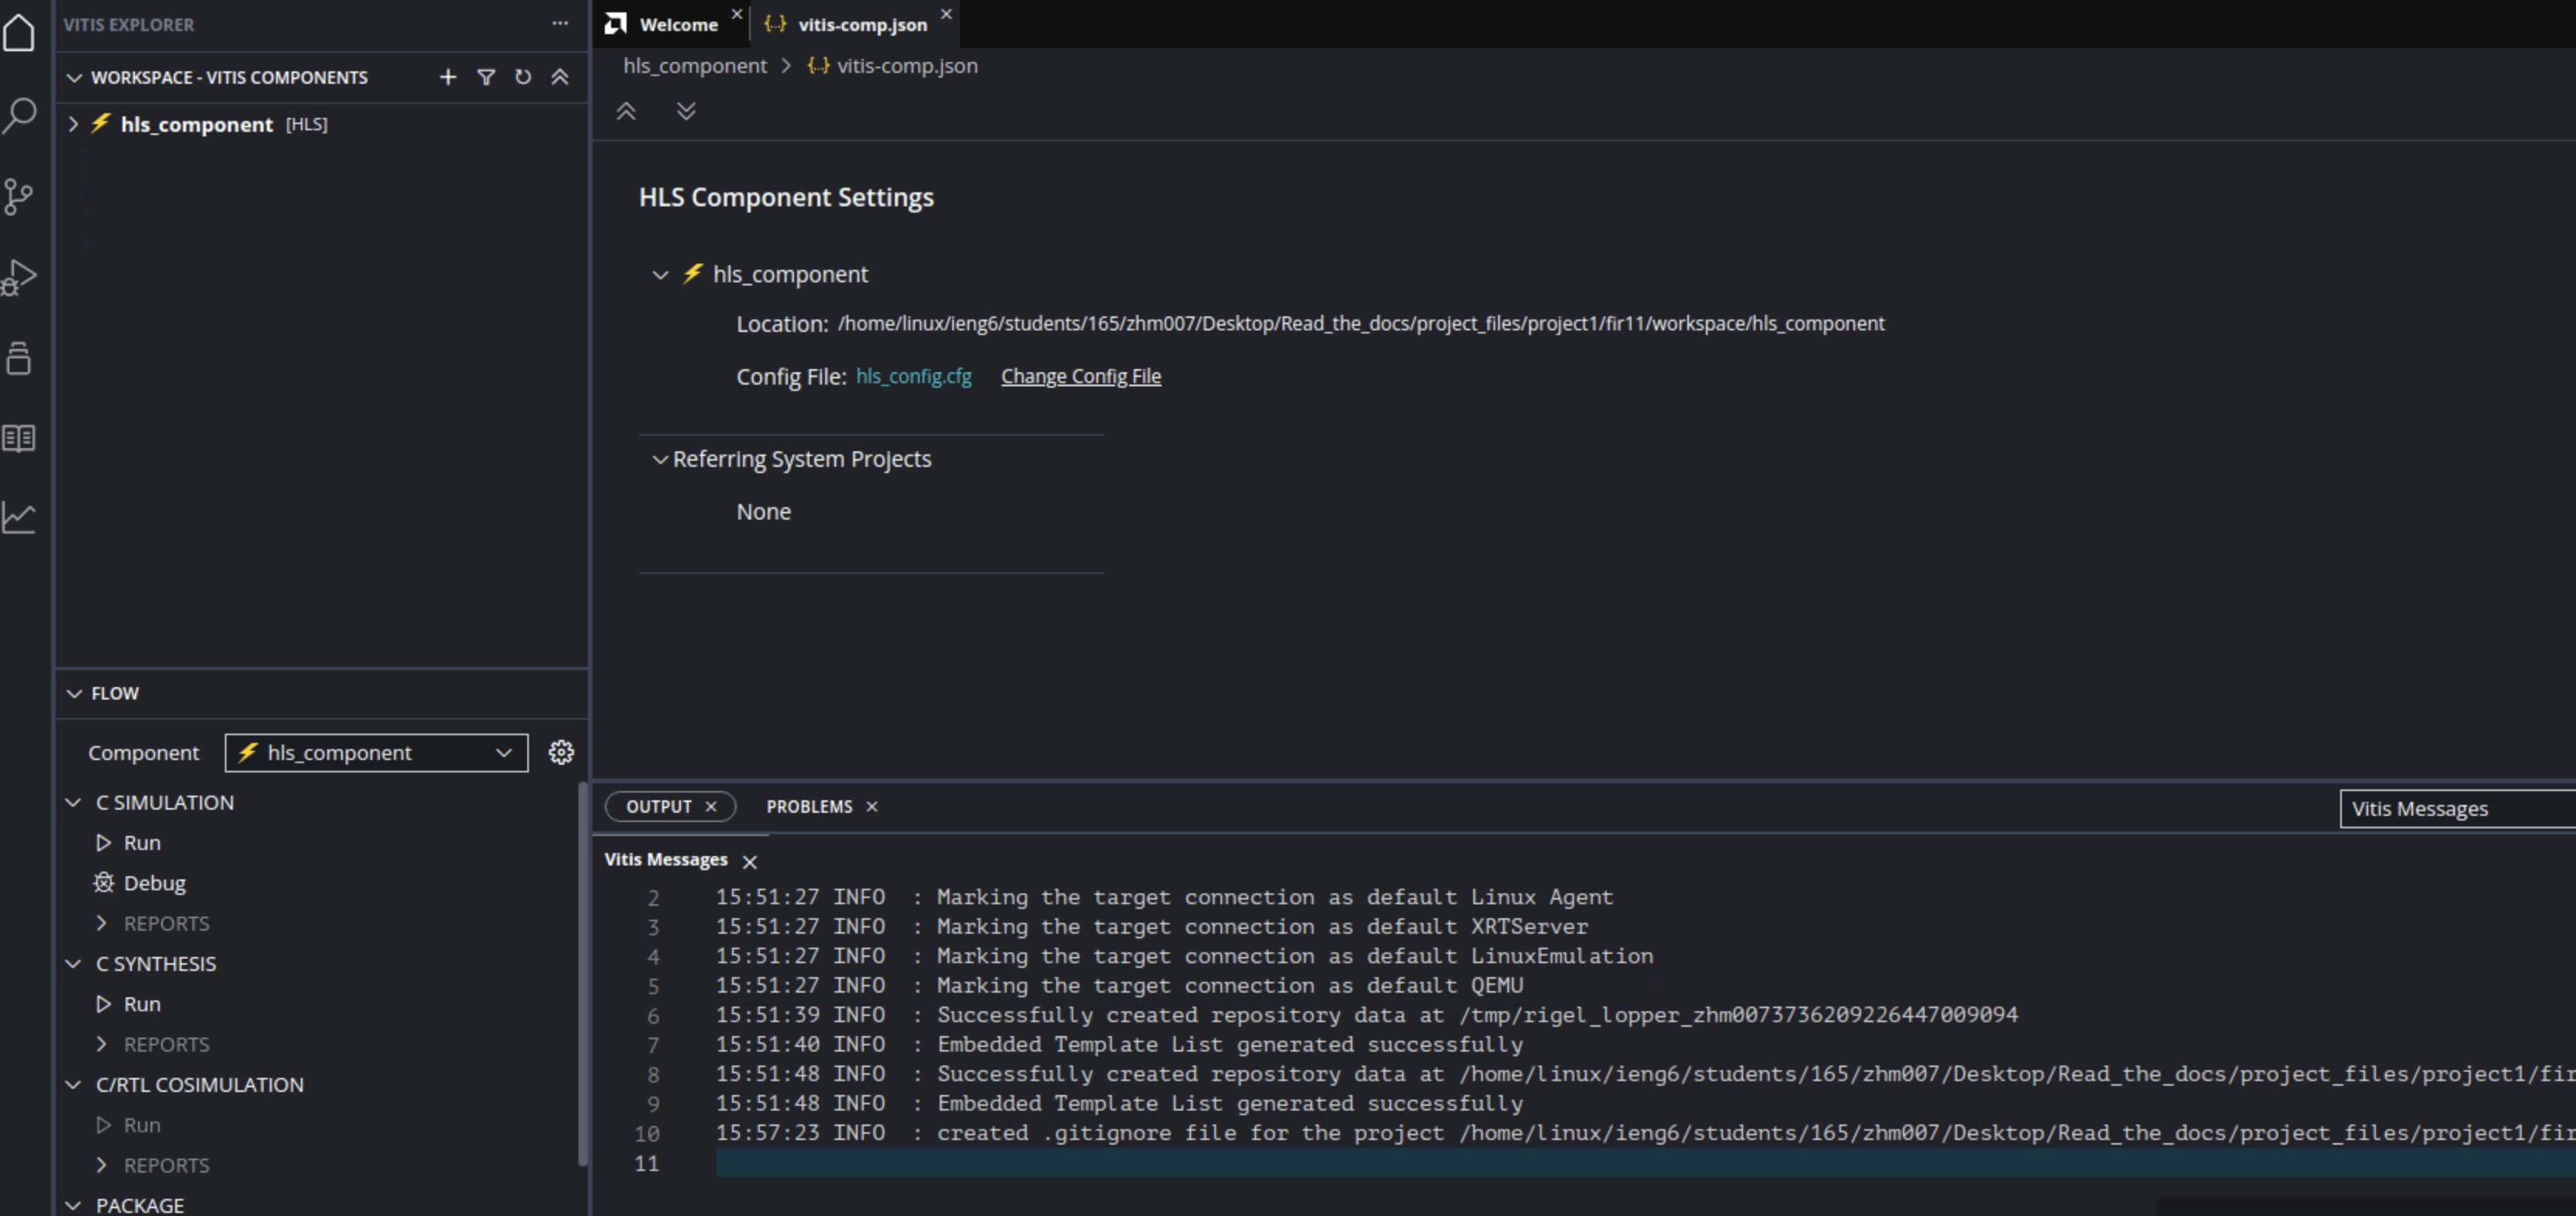 VITIS EXPLORER
WORKSPACE - VITIS COMPONENTS
hls_component [HLS]
FLOW
Component hls_component
C SIMULATION
Run
Debug
REPORTS
C SYNTHESIS
Run
REPORTS
C/RTL COSIMULATION
Run
REPORTS
PACKAGE
Welcome
{..} vitis-comp.json
hls_component > {..} vitis-comp.json
HLS Component Settings
hls_component
Location: /home/linux/ieng6/students/165/zhm007/Desktop/Read_the_docs/project_files/project1/fir11/workspace/hls_component
Config File: hls_config.cfg Change Config File
Referring System Projects
None
OUTPUT PROBLEMS
Vitis Messages
Vitis Messages
2 15:51:27 INFO : Marking the target connection as default Linux Agent
3 15:51:27 INFO : Marking the target connection as default XRTServer
4 15:51:27 INFO : Marking the target connection as default LinuxEmulation
5 15:51:27 INFO : Marking the target connection as default QEMU
6 15:51:39 INFO : Successfully created repository data at /tmp/rigel_lopper_zhm0073736209226447009094
7 15:51:40 INFO : Embedded Template List generated successfully
8 15:51:48 INFO : Successfully created repository data at /home/linux/ieng6/students/165/zhm007/Desktop/Read_the_docs/project_files/project1/fir
9 15:51:48 INFO : Embedded Template List generated successfully
10 15:57:23 INFO : created .gitignore file for the project /home/linux/ieng6/students/165/zhm007/Desktop/Read_the_docs/project_files/project1/fir
11